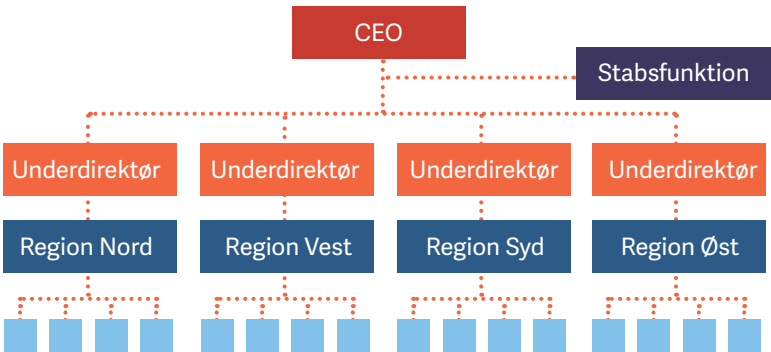 CEO
Stabsfunktion
Underdirektør
Underdirektør
Underdirektør
Underdirektør
Region Nord
Region Vest
Region Syd
Region Øst